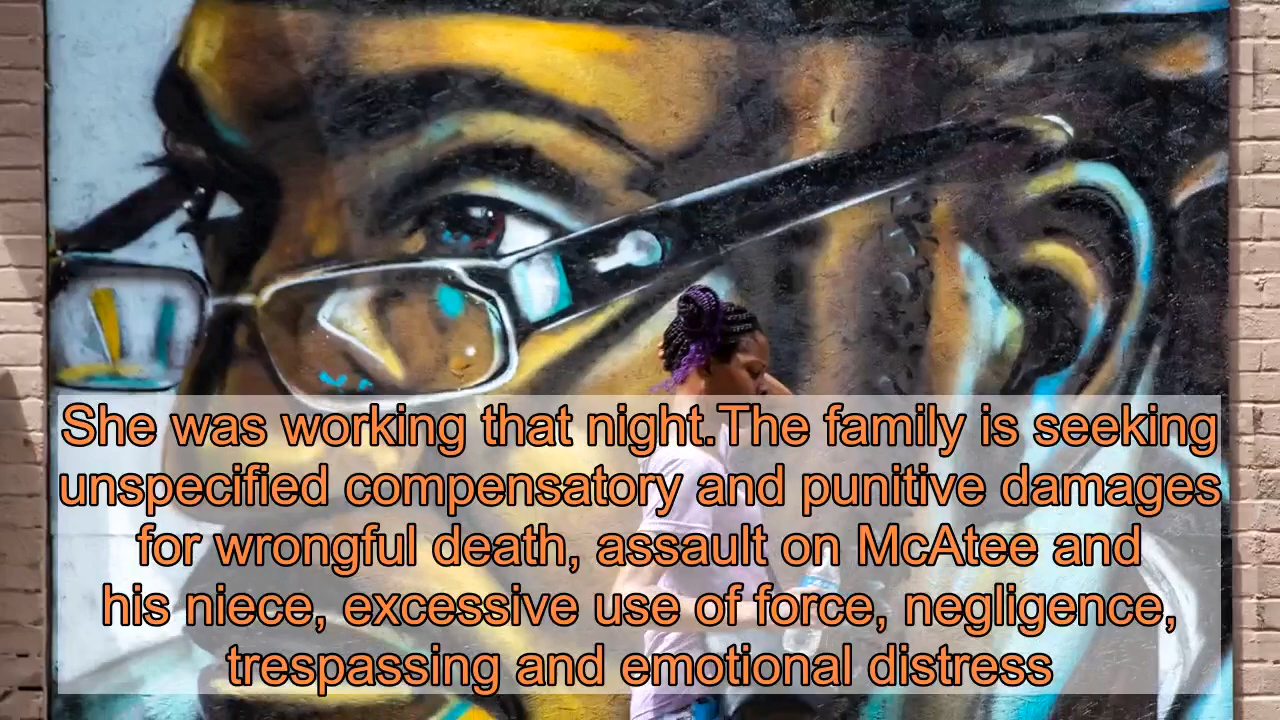 She was working that night.The family is seeking
unspecified compensatory and punitive damages
for wrongful death, assault on McAtee and
his niece, excessive use of force, negligence,
trespassing and emotional distress